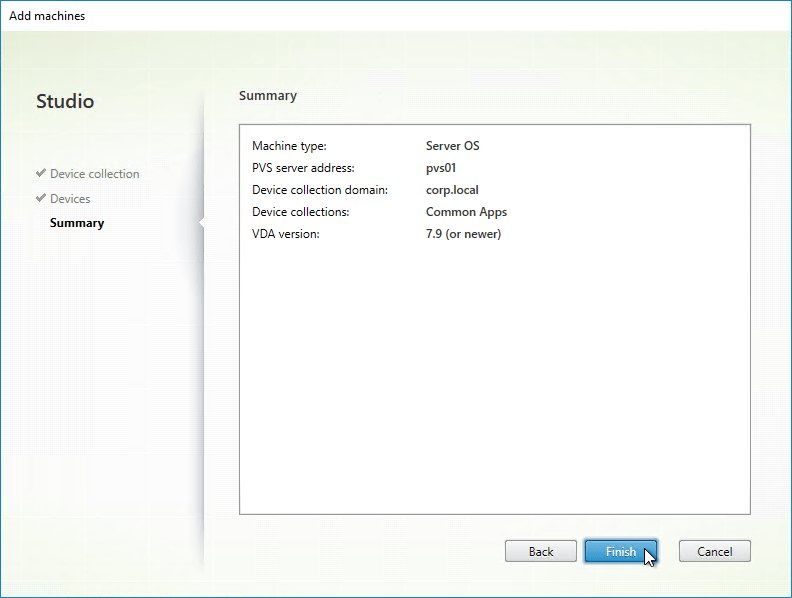 Add machines
Studio
Device collection
Devices
Summary
Summary
Machine type: Server OS
PVS server address: pvs01
Device collection domain: corp.local
Device collections: Common Apps
VDA version: 7.9 (or newer)
Back Finish Cancel